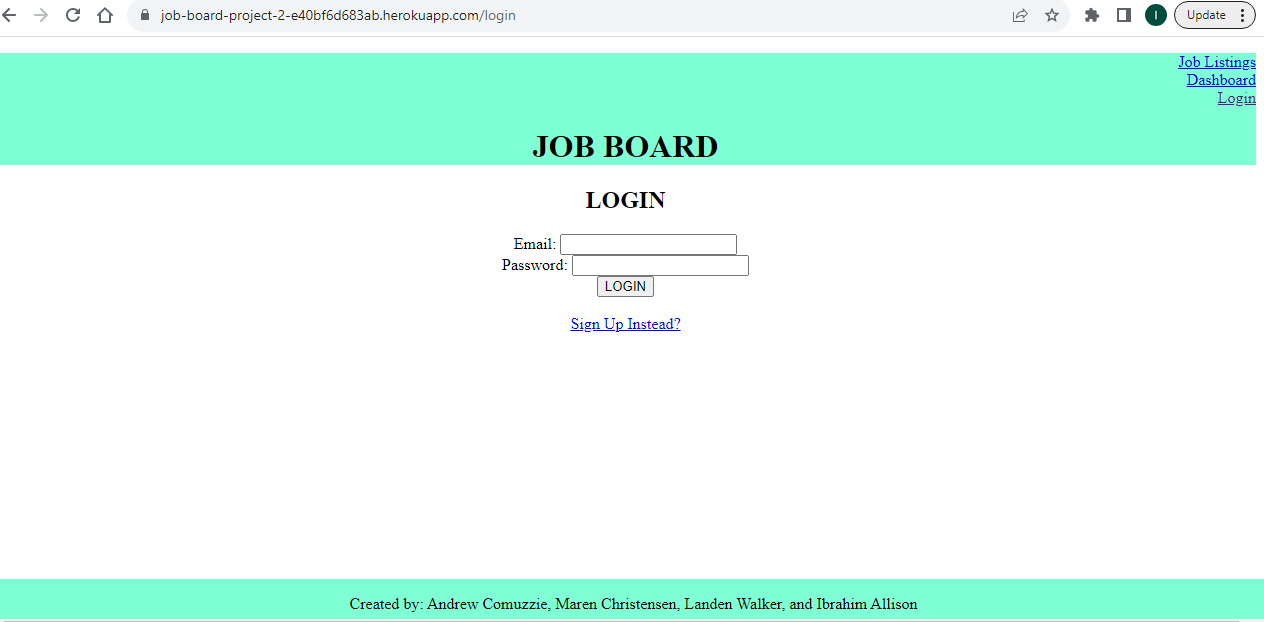 job-board-project-2-e40bf6d683ab.herokuapp.com/login
I
Update
Job Listings
Dashboard
Login
JOB BOARD
LOGIN
Email:
Password:
LOGIN
Sign Up Instead?
Created by: Andrew Comuzzie, Maren Christensen, Landen Walker, and Ibrahim Allison